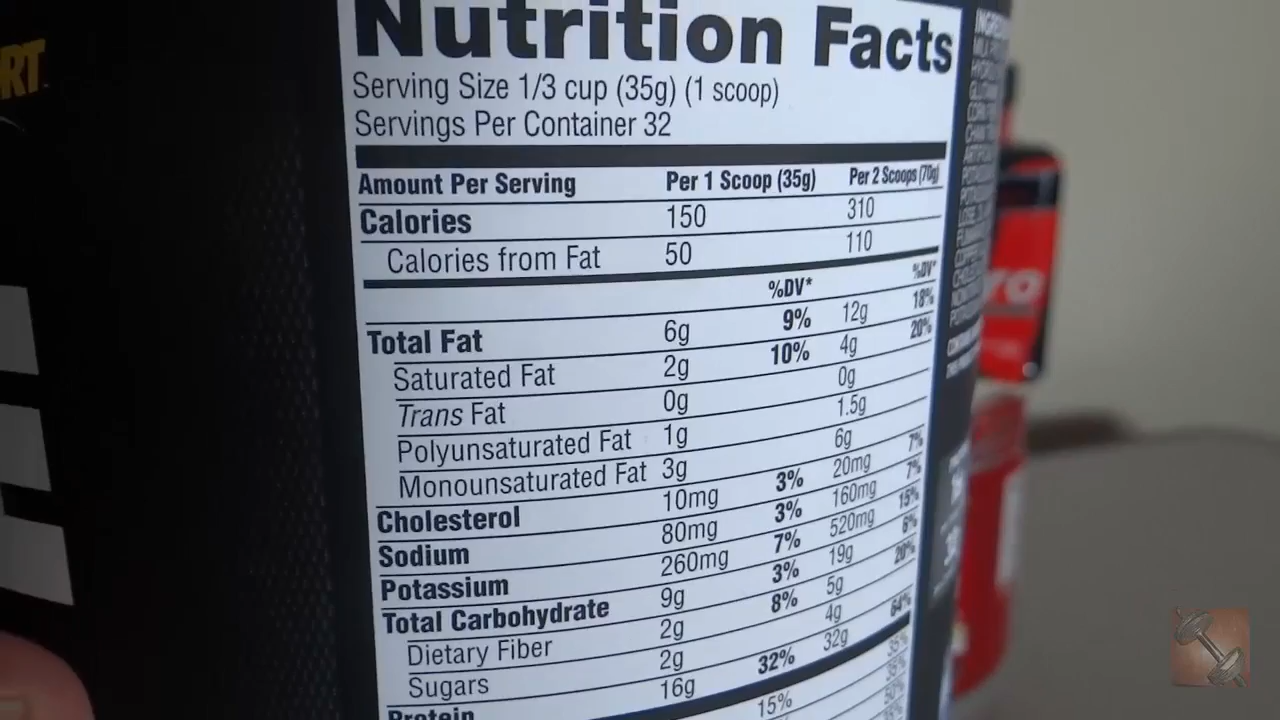 RT
Nutrition Facts
Serving Size 1/3 cup (35g) (1 scoop)
Servings Per Container 32
Amount Per Serving Per 1 Scoop (35g) Per 2 Scoops (70g)
Calories 150 310
Calories from Fat 50 110
%DV* %DV*
Total Fat 6g 9% 12g 18%
Saturated Fat 2g 10% 4g 20%
Trans Fat 0g 0g
Polyunsaturated Fat 1g 1.5g
Monounsaturated Fat 3g 6g
Cholesterol 10mg 3% 20mg 7%
Sodium 80mg 3% 160mg 7%
Potassium 260mg 7% 520mg 15%
Total Carbohydrate 9g 3% 19g 6%
Dietary Fiber 2g 8% 5g 20%
Sugars 2g 4g
Protein 16g 32% 32g 64%
15% 35%